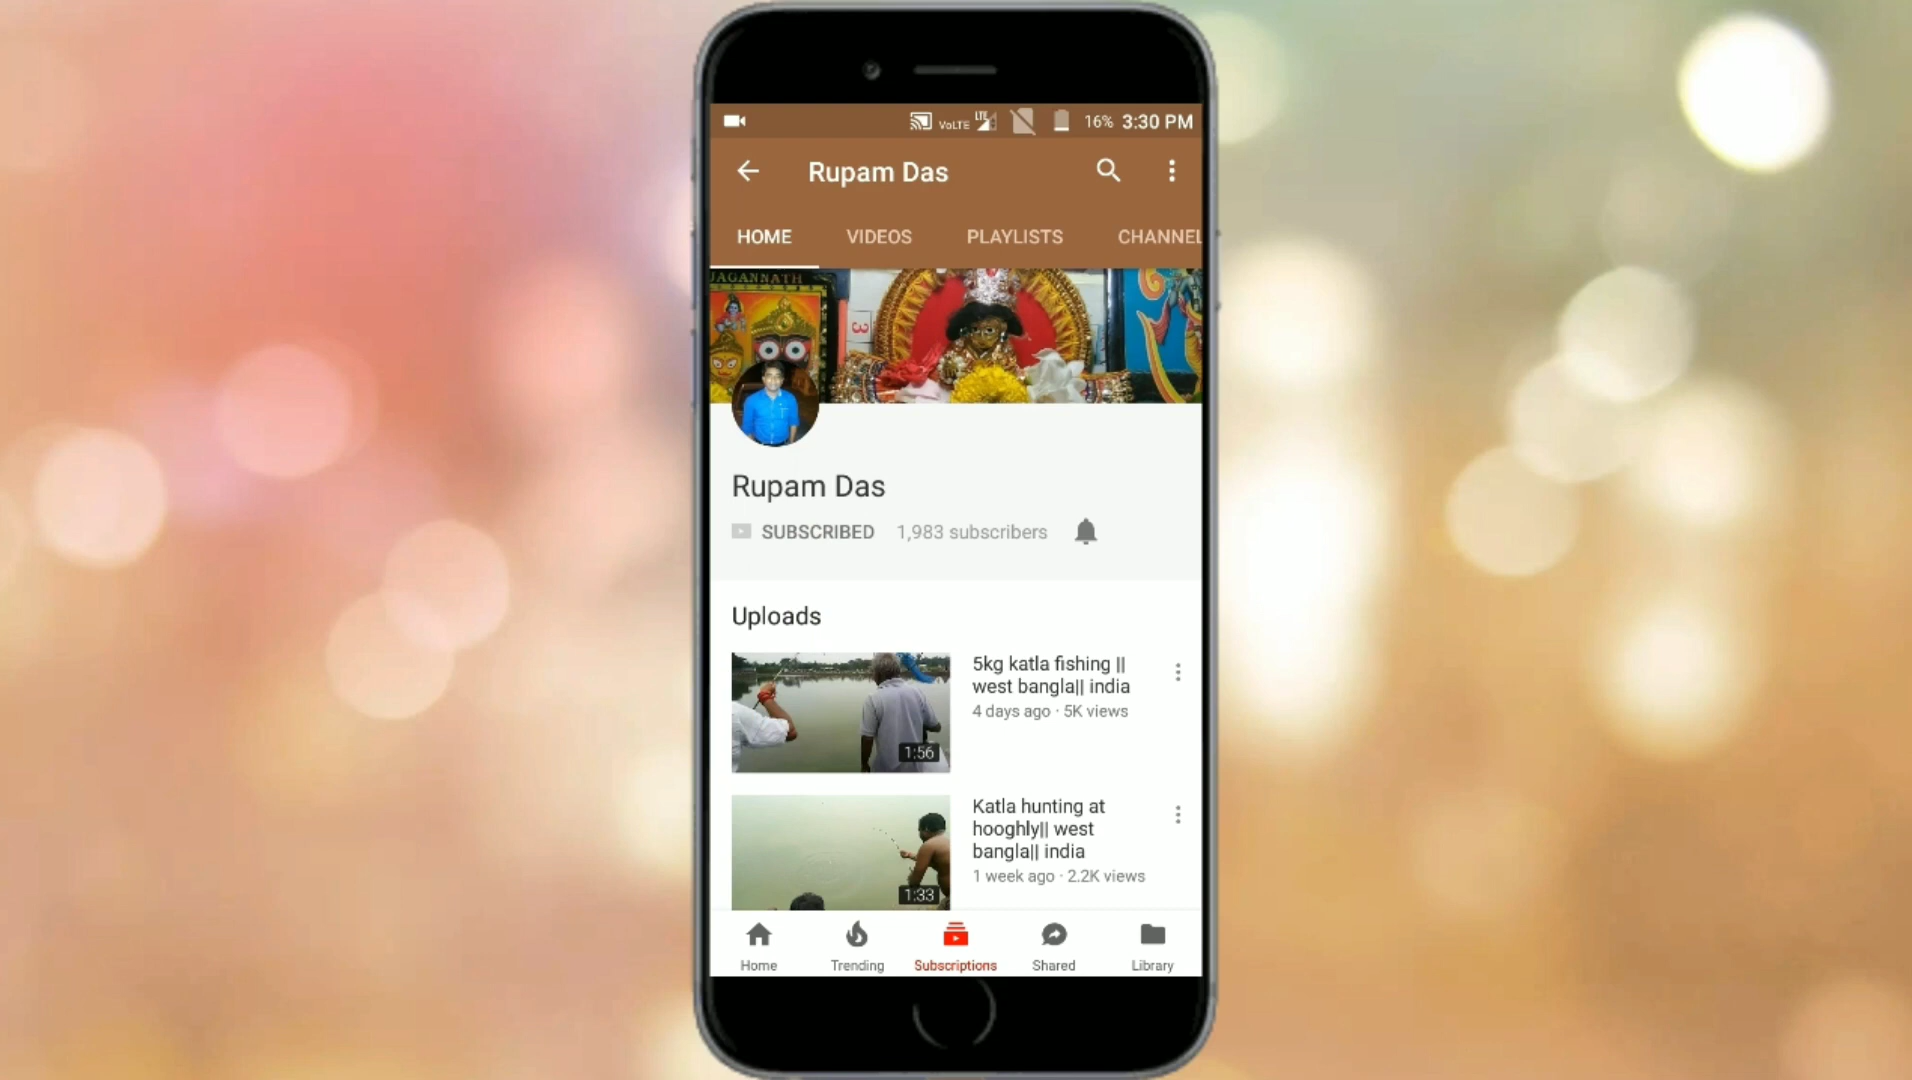 VoLTE LTE 16% 3:30 PM
Rupam Das
HOME VIDEOS PLAYLISTS CHANNEL
JAGANNATH
3
Rupam Das
SUBSCRIBED 1,983 subscribers
Uploads
5kg katla fishing ||
west bangla|| india
4 days ago · 5K views
1:56
Katla hunting at
hooghly|| west
bangla|| india
1 week ago · 2.2K views
1:33
Home Trending Subscriptions Shared Library